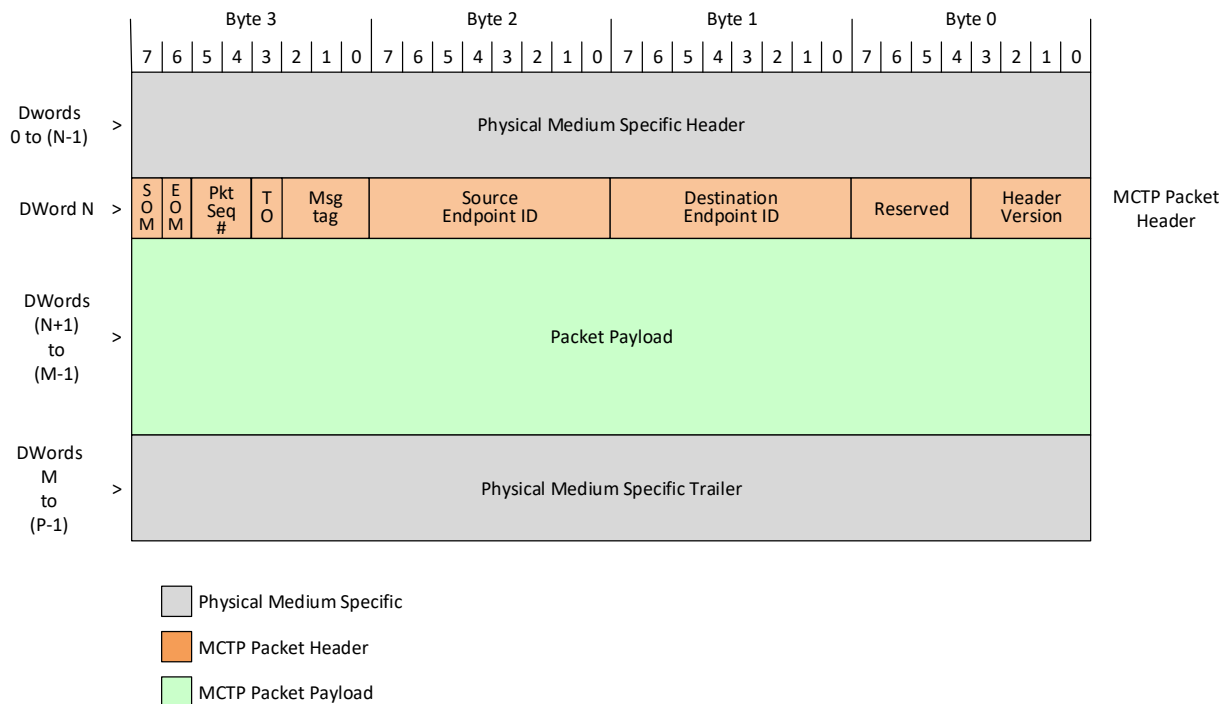 Byte 3 Byte 2 Byte 1 Byte 0
7 6 5 4 3 2 1 0 7 6 5 4 3 2 1 0 7 6 5 4 3 2 1 0 7 6 5 4 3 2 1 0
Dwords
0 to (N-1)
>
Physical Medium Specific Header
DWord N >
SOM
EOM
Pkt
Seq
#
TO
Msg
tag
Source
Endpoint ID
Destination
Endpoint ID
Reserved
Header
Version
MCTP Packet
Header
DWords
(N+1)
to
(M-1)
>
Packet Payload
DWords
M
to
(P-1)
>
Physical Medium Specific Trailer
Physical Medium Specific
MCTP Packet Header
MCTP Packet Payload